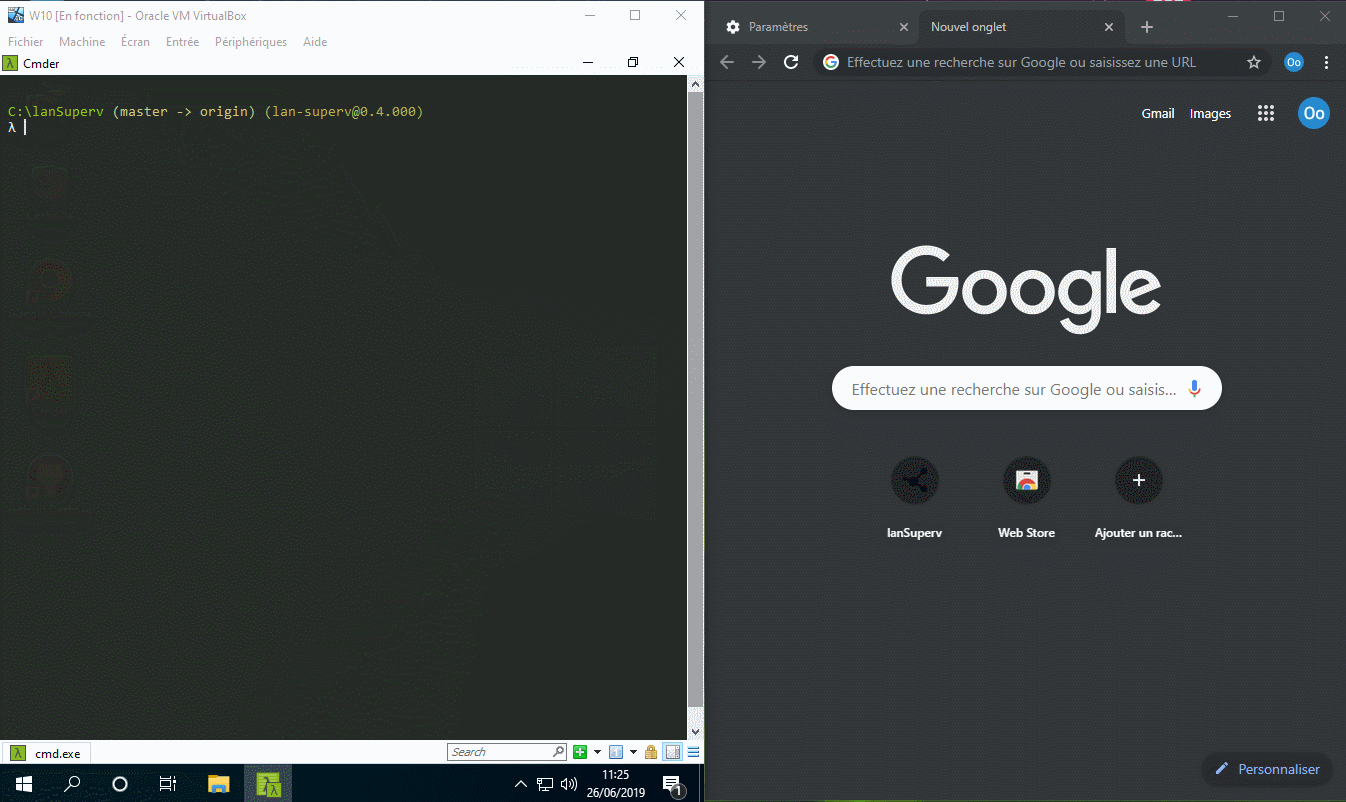 W10 [En fonction] - Oracle VM VirtualBox
Fichier Machine Écran Entrée Périphériques Aide
λ Cmder
C:\lanSuperv (master -> origin) (lan-superv@0.4.000)
λ
λ cmd.exe
Search
11:25
26/06/2019
1
Paramètres
Nouvel onglet
Effectuez une recherche sur Google ou saisissez une URL
Oo
Gmail Images
Oo
Google
Effectuez une recherche sur Google ou saisis...
lanSuperv
Web Store
Ajouter un rac...
Personnaliser